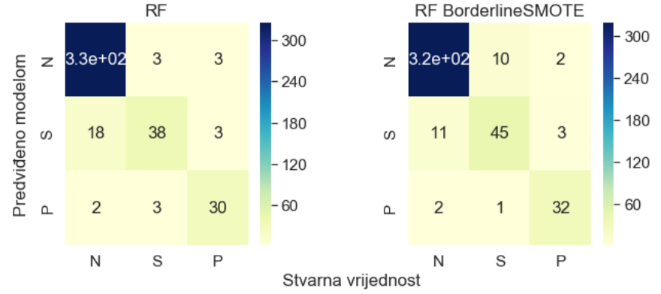 RF
RF BorderlineSMOTE
Predviđeno modelom
N 3.3e+02 3 3
S 18 38 3
P 2 3 30
N S P
300
240
180
120
60
N 3.2e+02 10 2
S 11 45 3
P 2 1 32
N S P
300
240
180
120
60
Stvarna vrijednost